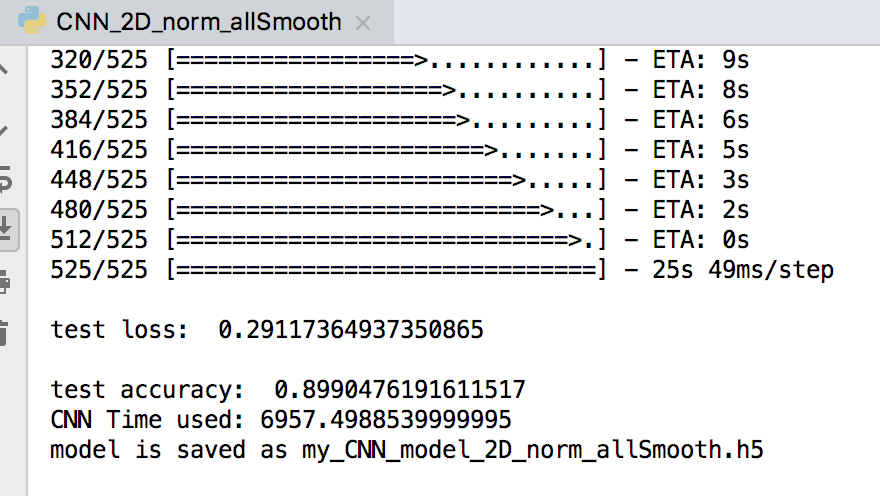 CNN_2D_norm_allSmooth ×
320/525 [=================>............] - ETA: 9s
352/525 [===================>..........] - ETA: 8s
384/525 [====================>.........] - ETA: 6s
416/525 [======================>.......] - ETA: 5s
448/525 [========================>.....] - ETA: 3s
480/525 [==========================>...] - ETA: 2s
512/525 [============================>.] - ETA: 0s
525/525 [==============================] - 25s 49ms/step
test loss:  0.29117364937350865
test accuracy:  0.8990476191611517
CNN Time used: 6957.4988539999995
model is saved as my_CNN_model_2D_norm_allSmooth.h5